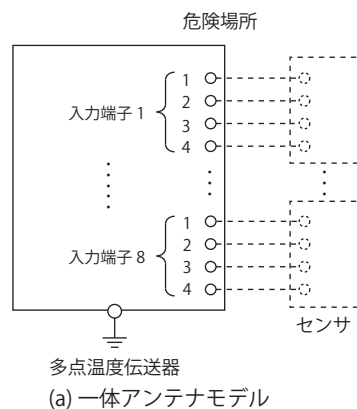 危険場所
入力端子 1
1
2
3
4
入力端子 8
1
2
3
4
センサ
多点温度伝送器
(a) 一体アンテナモデル